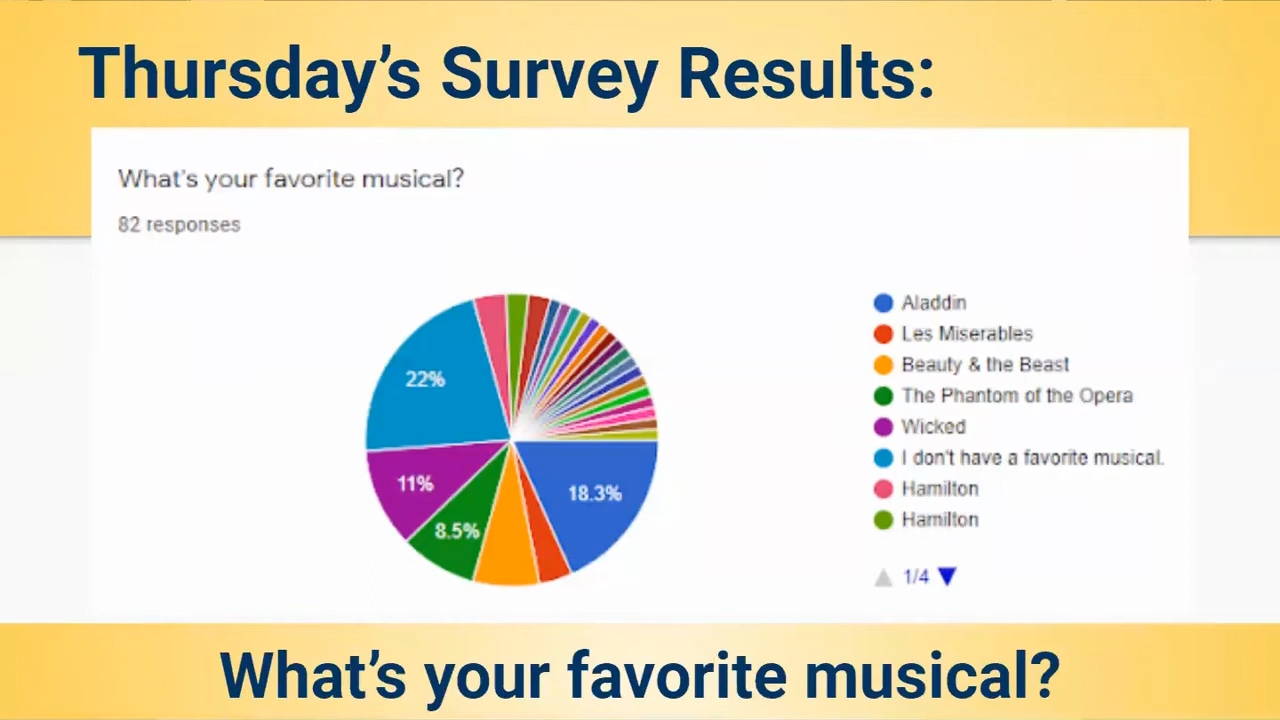 Thursday’s Survey Results:
What's your favorite musical?
82 responses
22%
11%
8.5%
18.3%
Aladdin
Les Miserables
Beauty & the Beast
The Phantom of the Opera
Wicked
I don't have a favorite musical.
Hamilton
Hamilton
1/4
What’s your favorite musical?